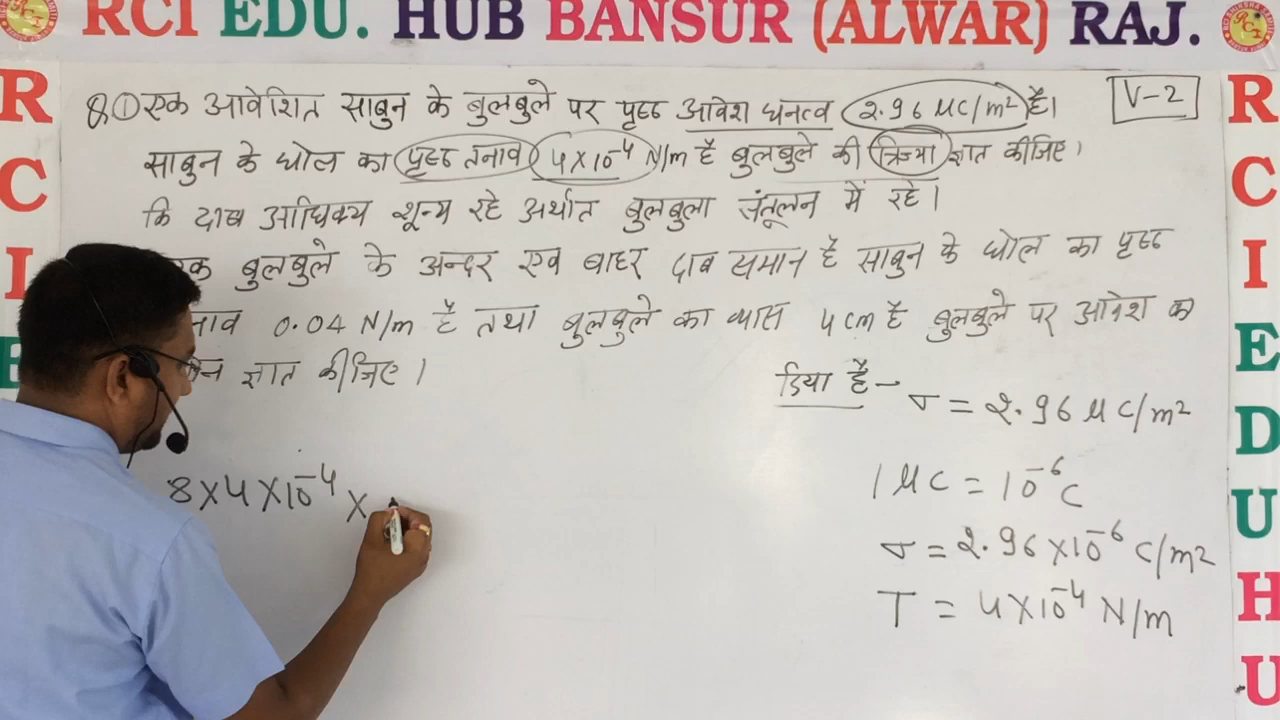 RCI EDU. HUB BANSUR (ALWAR) RAJ.
Q ① एक आवेशित साबुन के बुलबुले पर पृष्ठ आवेश घनत्व 2.96 μC/m² है।
V-2
साबुन के घोल का पृष्ठ तनाव 4×10⁻⁴ N/m है बुलबुले की त्रिज्या ज्ञात कीजिए।
कि दाब आधिक्य शून्य रहे अर्थात बुलबुला संतूलन में रहे।
बुलबुले के अन्दर एवं बाहर दाब समान है साबुन के घोल का पृष्ठ
0.04 N/m है तथा बुलबुले का व्यास 4 cm है बुलबुले पर आवेश का
ज्ञात कीजिए।
दिया है -
σ = 2.96 μC/m²
8×4×10⁻⁴ ×
1 μC = 10⁻⁶ C
σ = 2.96×10⁻⁶ C/m²
T = 4×10⁻⁴ N/m
R
C
I
E
R
C
I
E
D
U
H
U